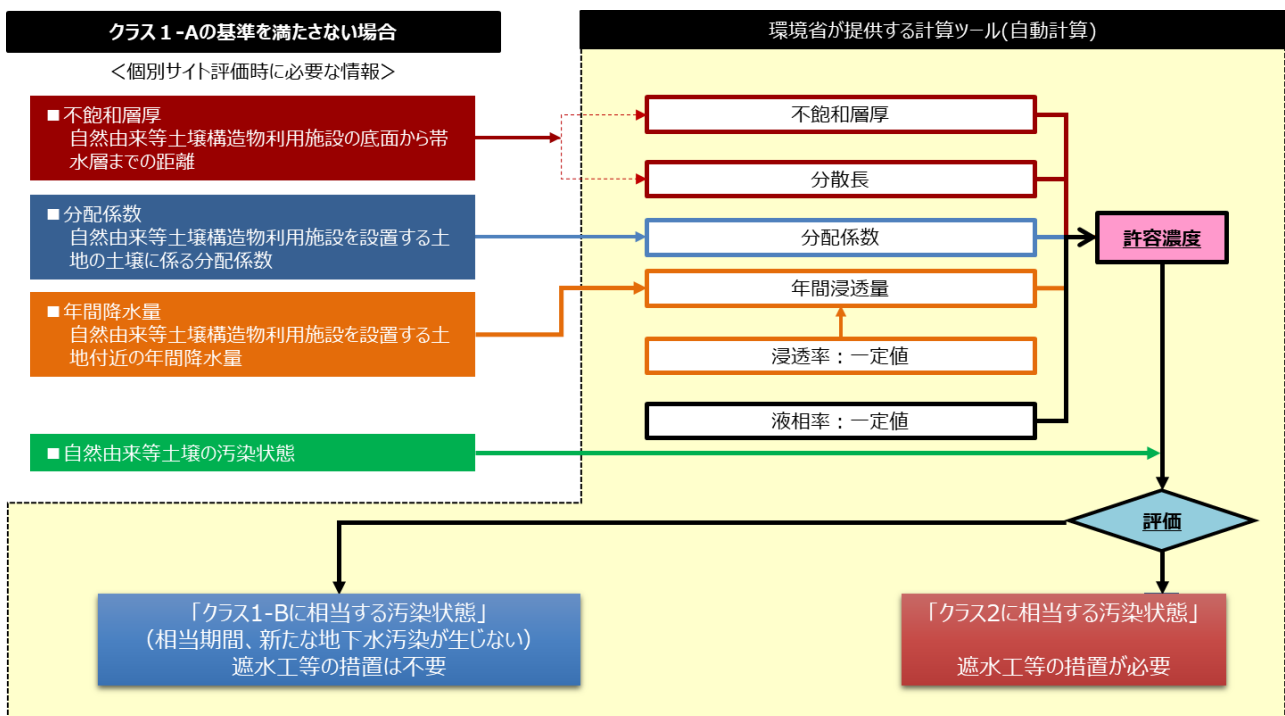 クラス１-Aの基準を満たさない場合
環境省が提供する計算ツール(自動計算)
＜個別サイト評価時に必要な情報＞
■不飽和層厚
自然由来等土壌構造物利用施設の底面から帯
水層までの距離
■分配係数
自然由来等土壌構造物利用施設を設置する土
地の土壌に係る分配係数
■年間降水量
自然由来等土壌構造物利用施設を設置する土
地付近の年間降水量
■自然由来等土壌の汚染状態
不飽和層厚
分散長
分配係数
年間浸透量
浸透率：一定値
液相率：一定値
許容濃度
評価
「クラス1-Bに相当する汚染状態」
（相当期間、新たな地下水汚染が生じない）
遮水工等の措置は不要
「クラス2に相当する汚染状態」
遮水工等の措置が必要